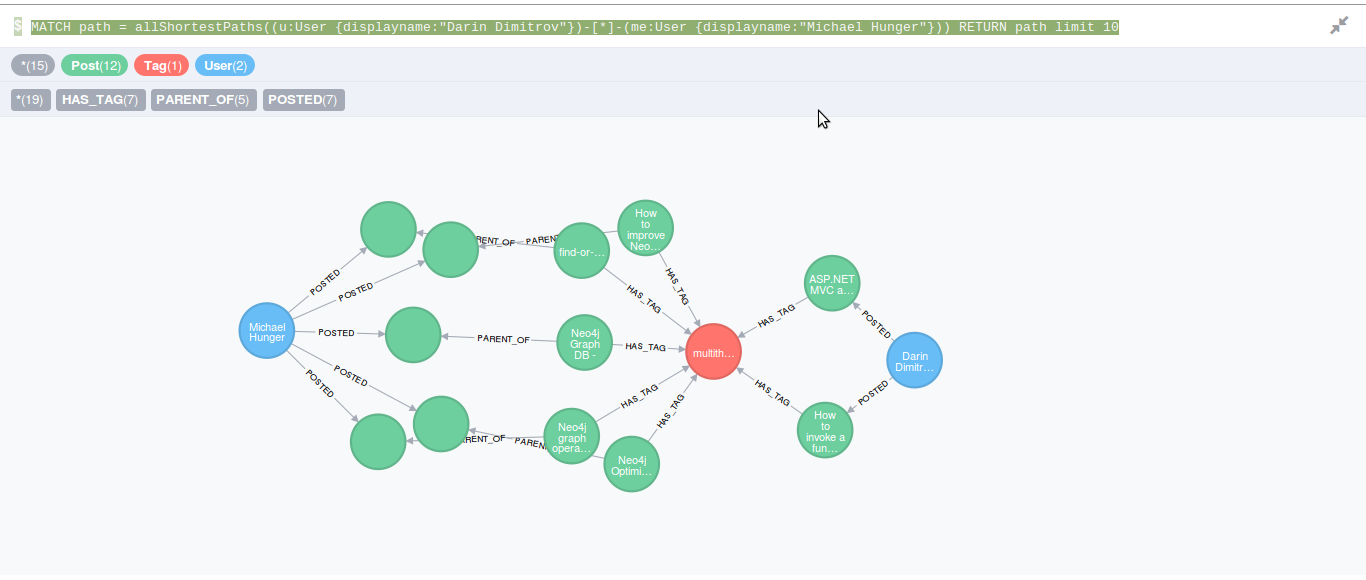 $ MATCH path = allShortestPaths((u:User {displayname:"Darin Dimitrov"})-[*]-(me:User {displayname:"Michael Hunger"})) RETURN path limit 10
*(15) Post(12) Tag(1) User(2)
*(19) HAS_TAG(7) PARENT_OF(5) POSTED(7)
How
to
improve
Neo...
find-or-...
RENT_OF
PARENT
HAS_TAG
HAS_TAG
POSTED
POSTED
ASP.NET
MVC a...
HAS_TAG
POSTED
Michael
Hunger
POSTED
PARENT_OF
Neo4j
Graph
DB -
HAS_TAG
multith...
Darin
Dimitr...
POSTED
POSTED
HAS_TAG
HAS_TAG
HAS_TAG
POSTED
How
to
invoke a
fun...
RENT_OF
PAREN
Neo4j
graph
opera...
Neo4j
Optimi...